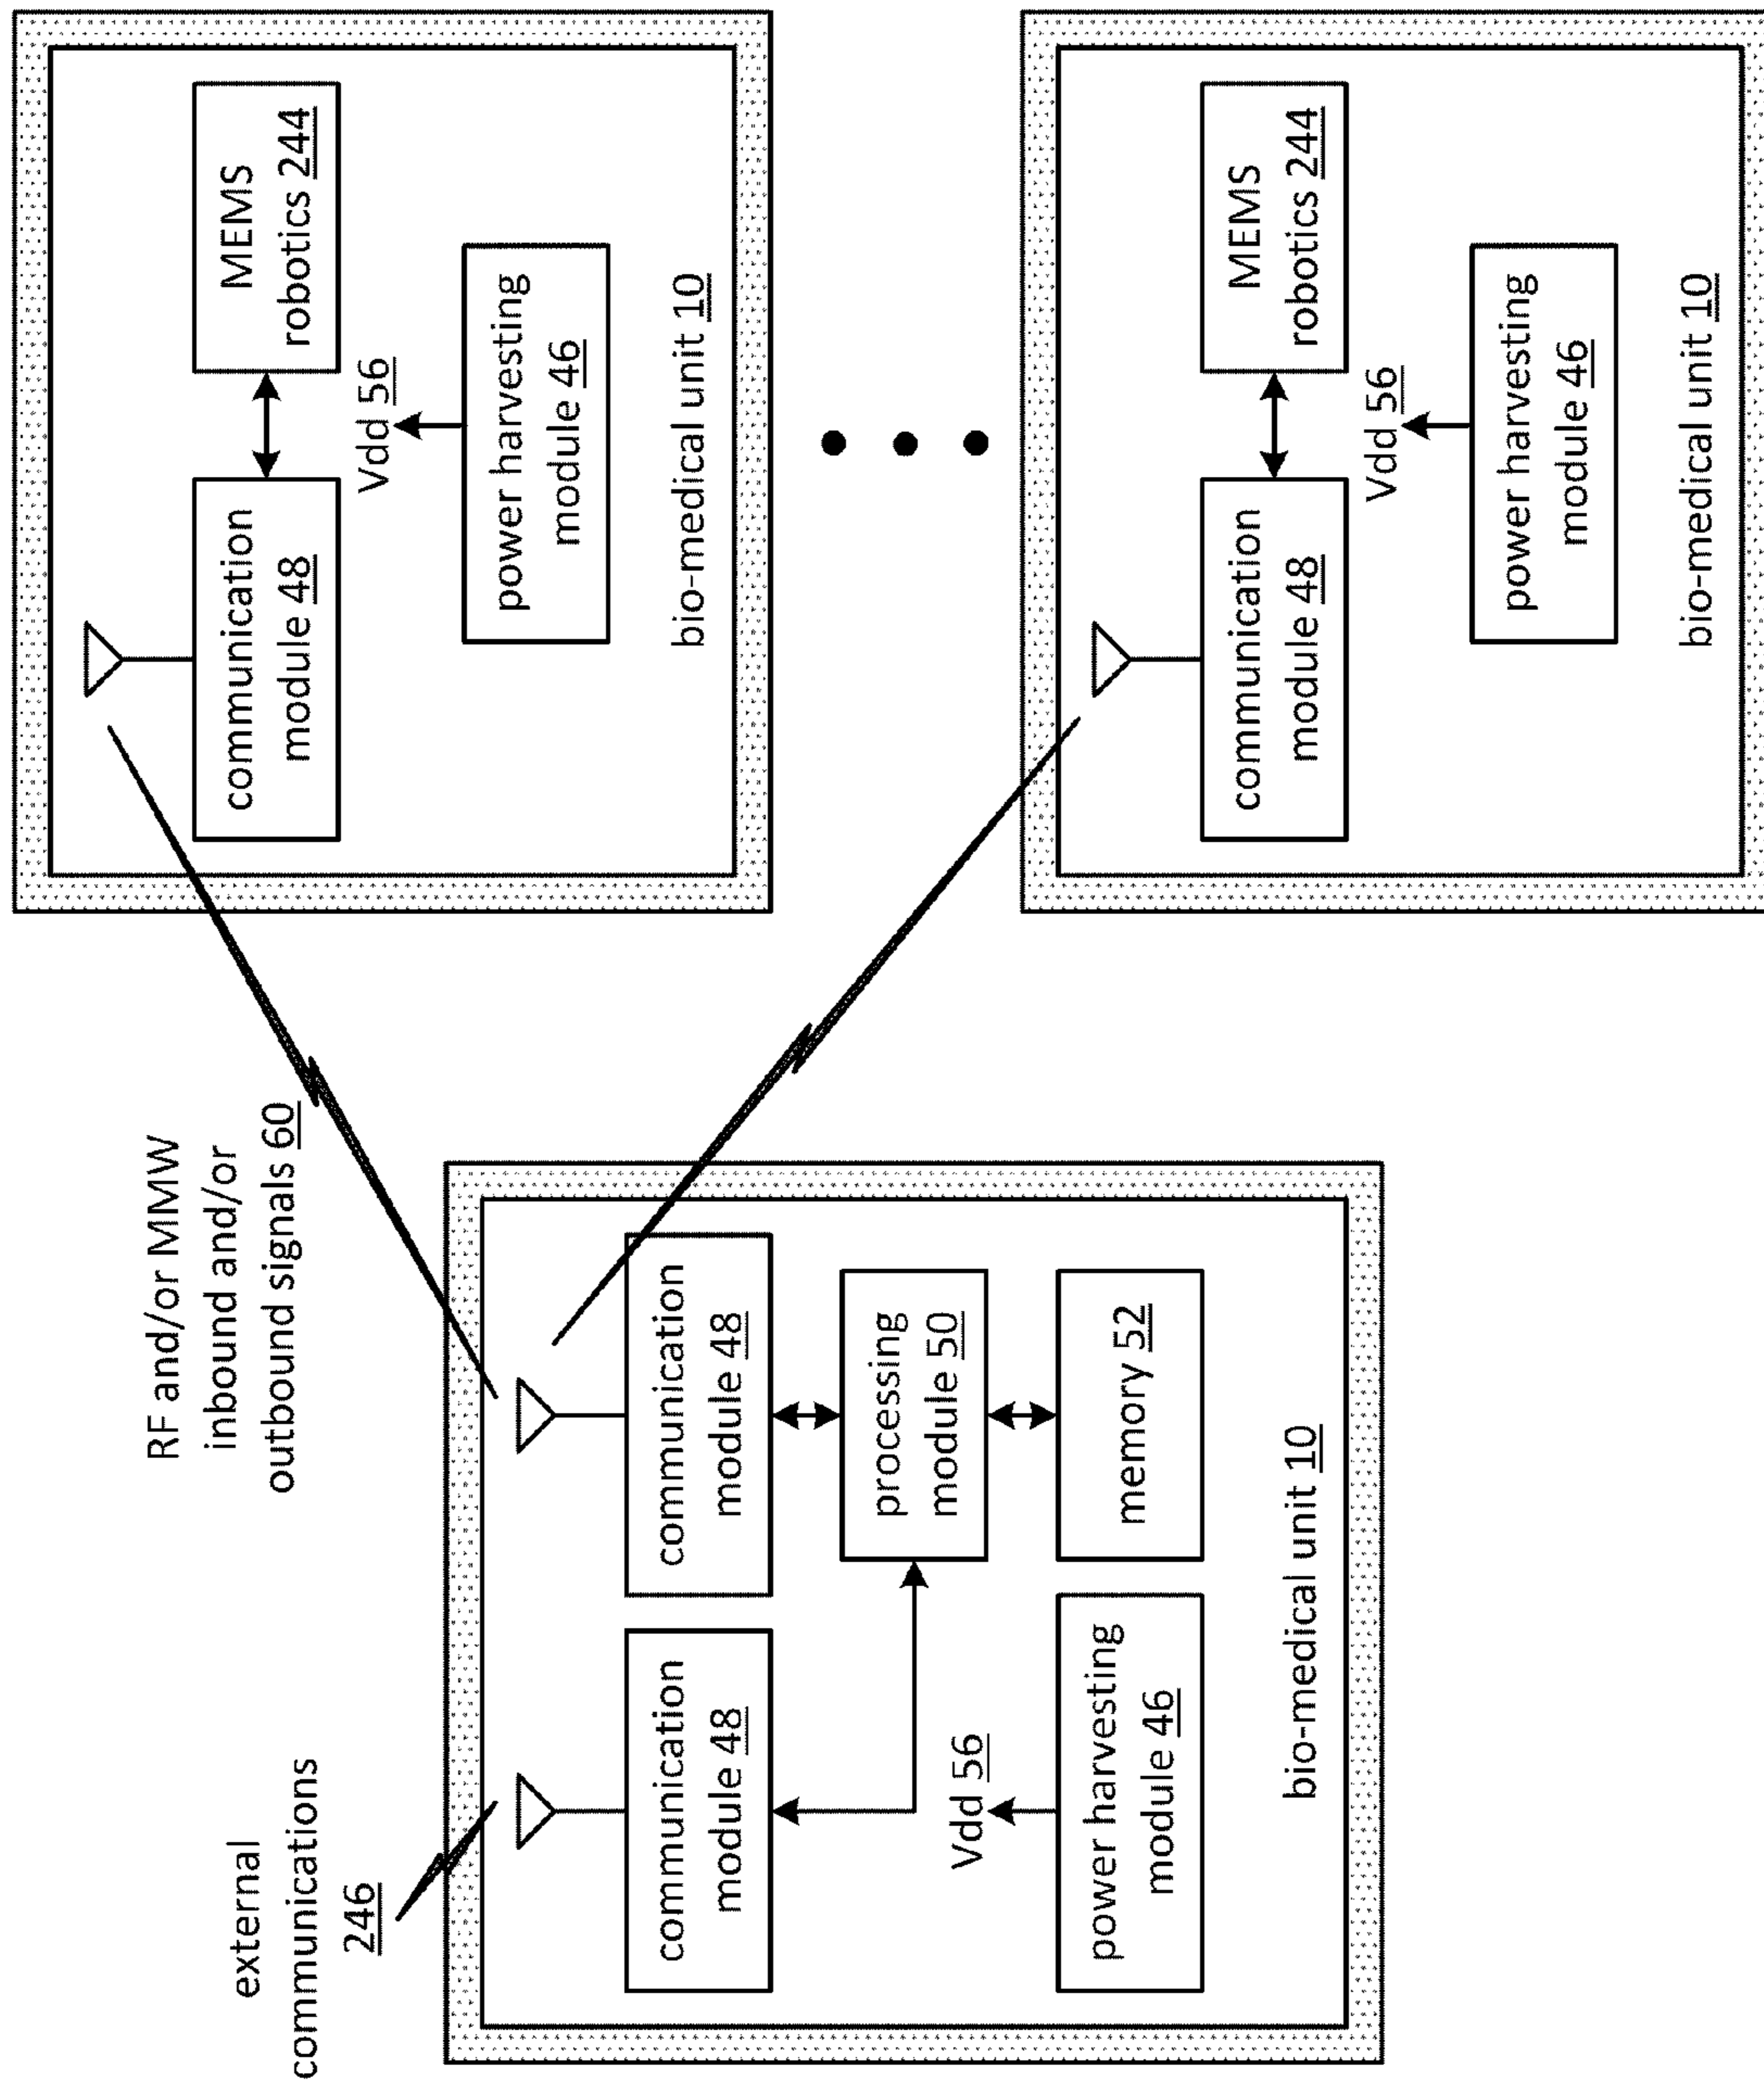 external
communications
246
RF and/or MMW
inbound and/or
outbound signals 60
communication
module 48
communication
module 48
processing
module 50
Vdd 56
power harvesting
module 46
memory 52
bio-medical unit 10
communication
module 48
MEMS
robotics 244
Vdd 56
power harvesting
module 46
bio-medical unit 10
communication
module 48
MEMS
robotics 244
Vdd 56
power harvesting
module 46
bio-medical unit 10